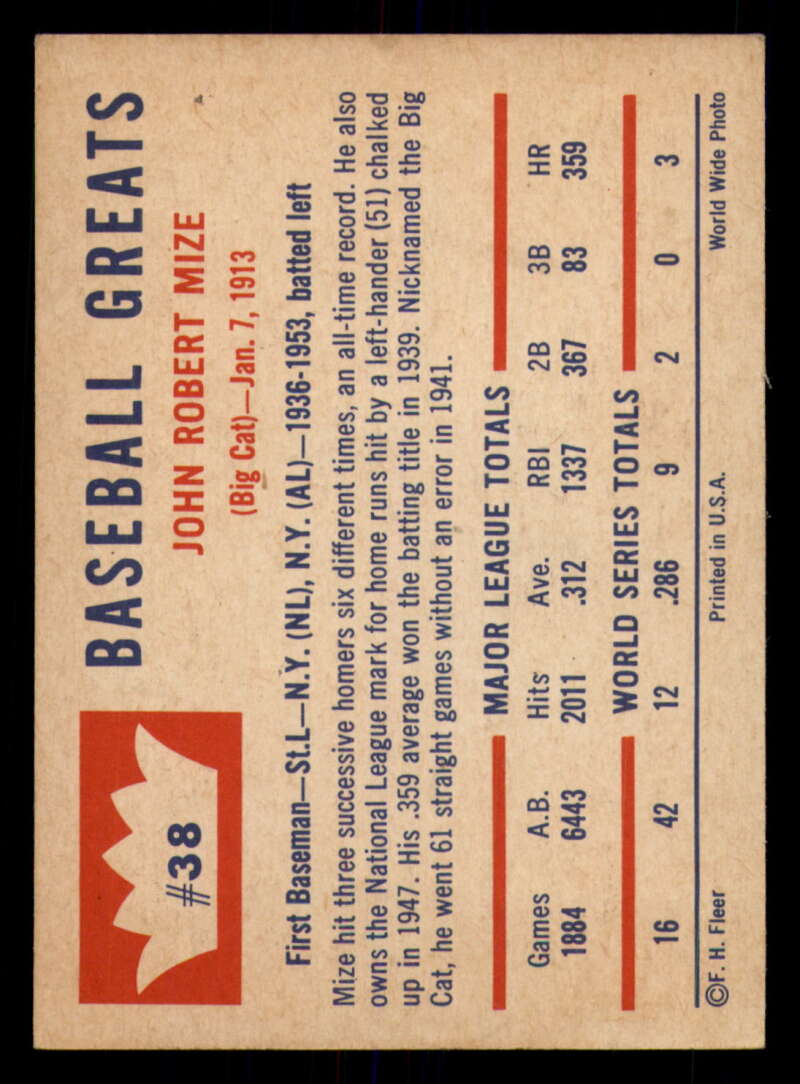 #38
BASEBALL GREATS
JOHN ROBERT MIZE
(Big Cat)—Jan. 7, 1913
First Baseman—St.L—N.Y. (NL), N.Y. (AL)—1936-1953, batted left
Mize hit three successive homers six different times, an all-time record. He also
owns the National League mark for home runs hit by a left-hander (51) chalked
up in 1947. His .359 average won the batting title in 1939. Nicknamed the Big
Cat, he went 61 straight games without an error in 1941.
MAJOR LEAGUE TOTALS
Games A.B. Hits Ave. RBI 2B 3B HR
1884 6443 2011 .312 1337 367 83 359
WORLD SERIES TOTALS
16 42 12 .286 9 2 0 3
©F. H. Fleer Printed in U.S.A. World Wide Photo